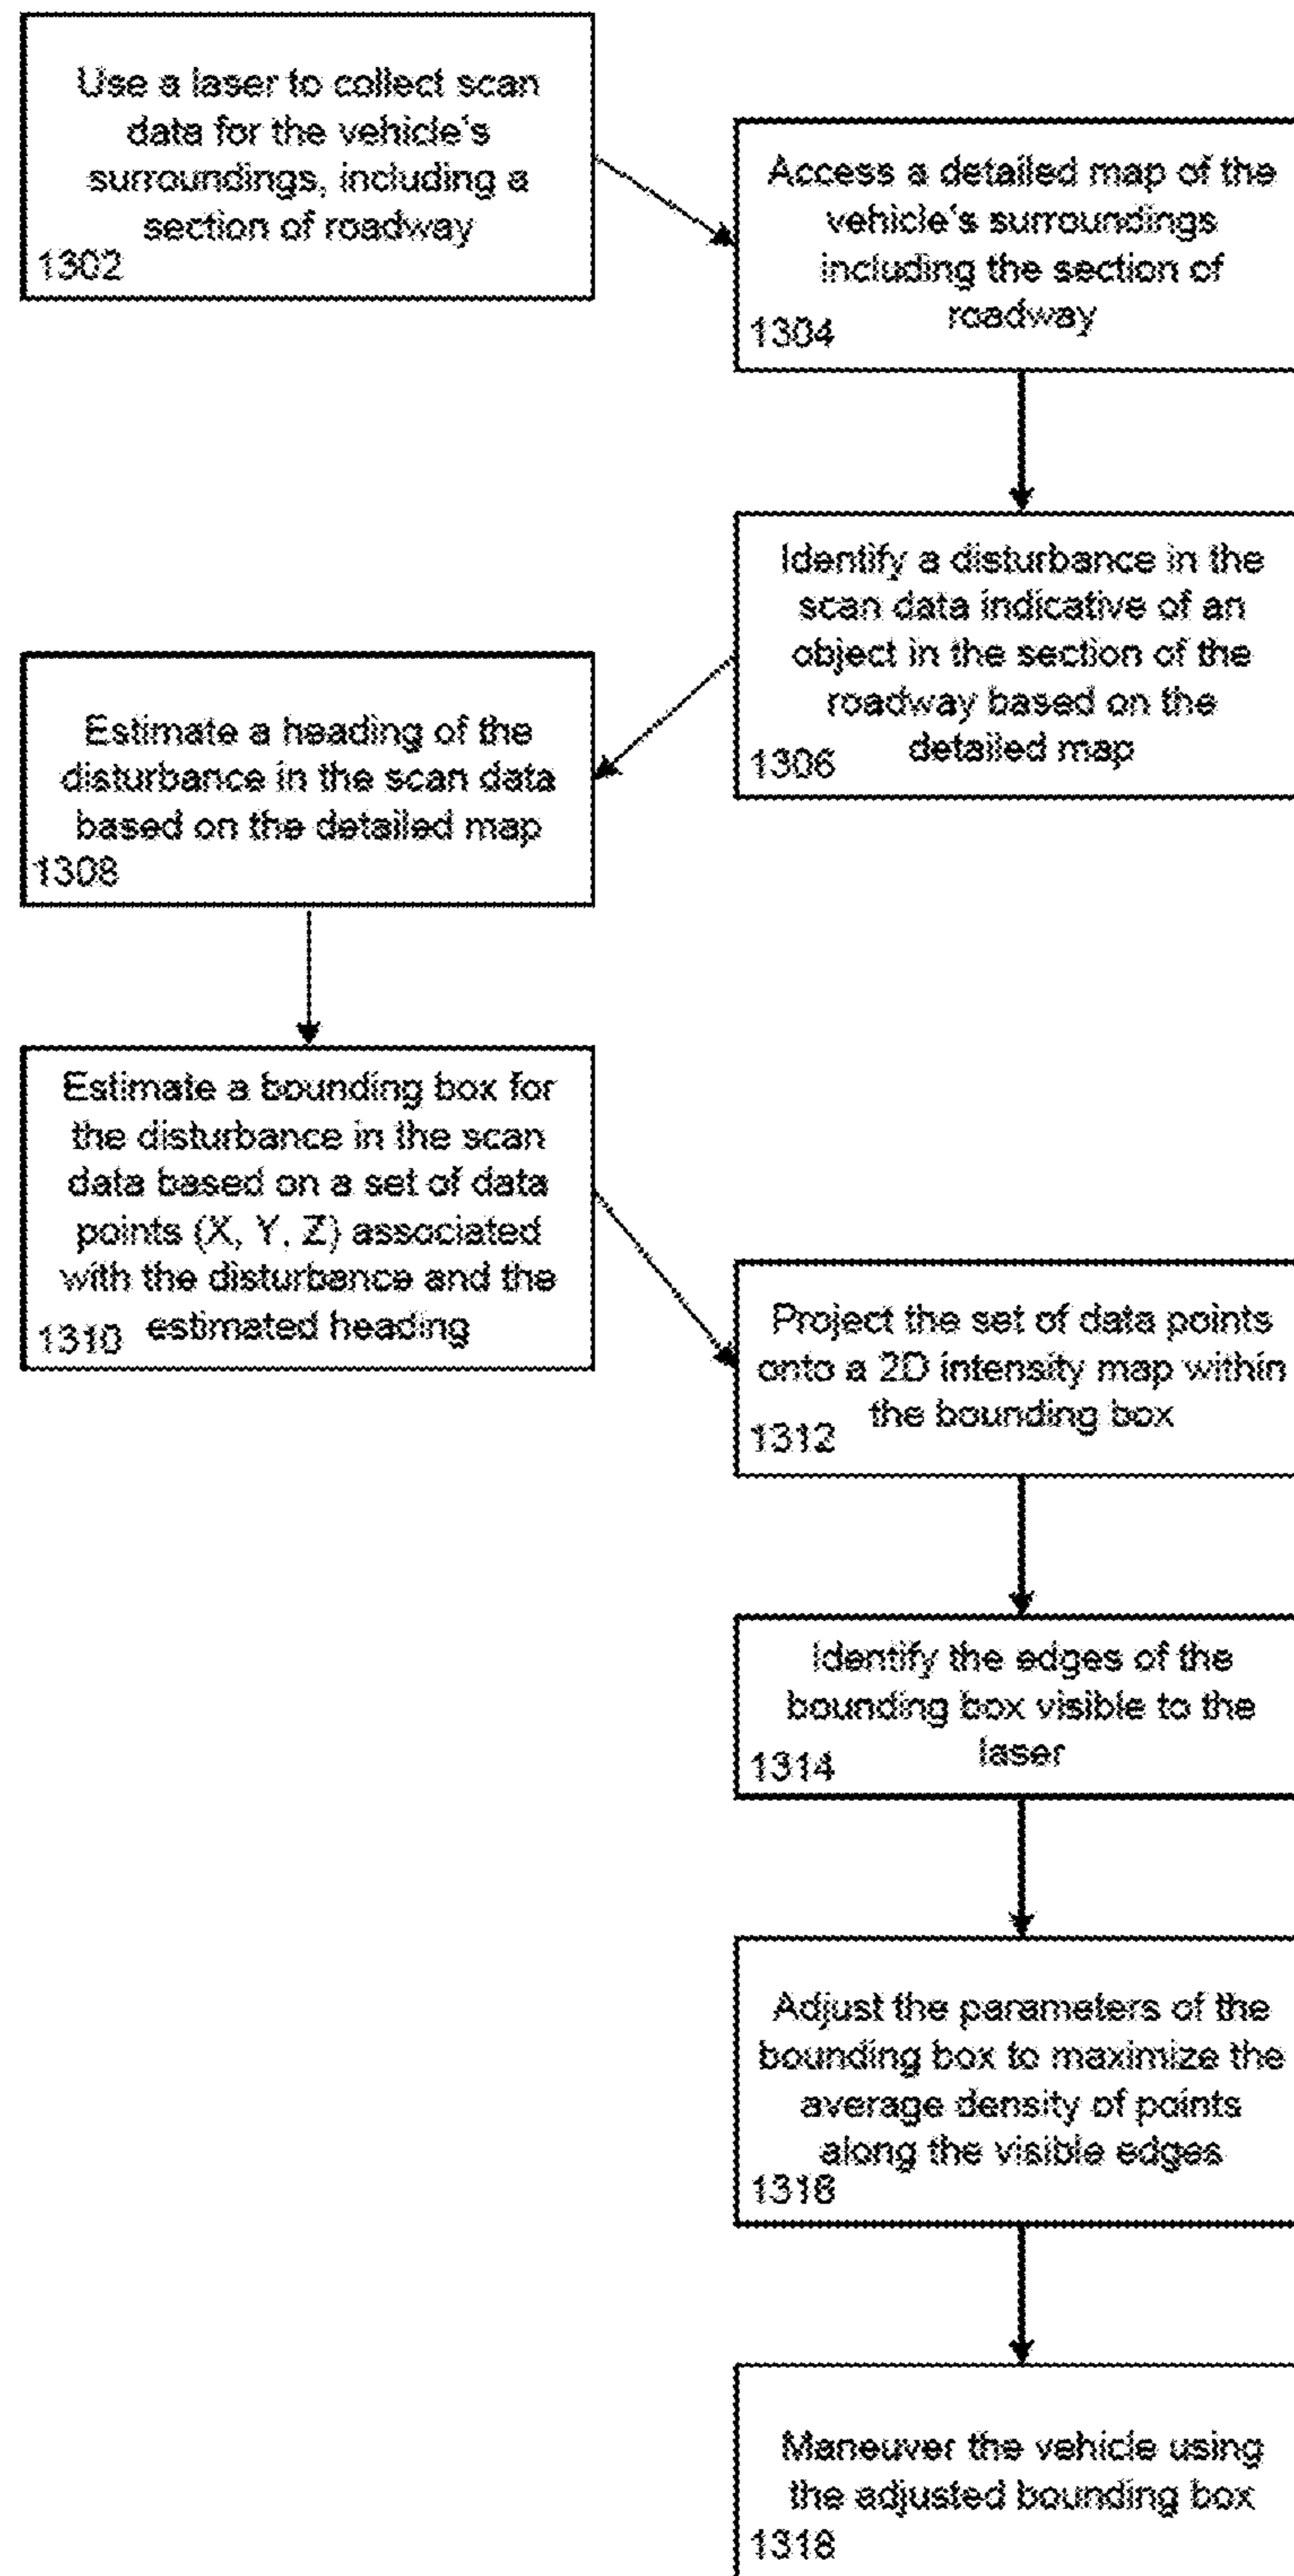 Use a laser to collect scan
data for the vehicle's
surroundings, including a
section of roadway
1302
Access a detailed map of the
vehicle's surroundings
including the section of
roadway
1304
Identify a disturbance in the
scan data indicative of an
object in the section of the
roadway based on the
detailed map
1306
Estimate a heading of the
disturbance in the scan data
based on the detailed map
1308
Estimate a bounding box for
the disturbance in the scan
data based on a set of data
points (X, Y, Z) associated
with the disturbance and the
estimated heading
1310
Project the set of data points
onto a 2D intensity map within
the bounding box
1312
Identify the edges of the
bounding box visible to the
laser
1314
Adjust the parameters of the
bounding box to maximize the
average density of points
along the visible edges
1316
Maneuver the vehicle using
the adjusted bounding box
1318